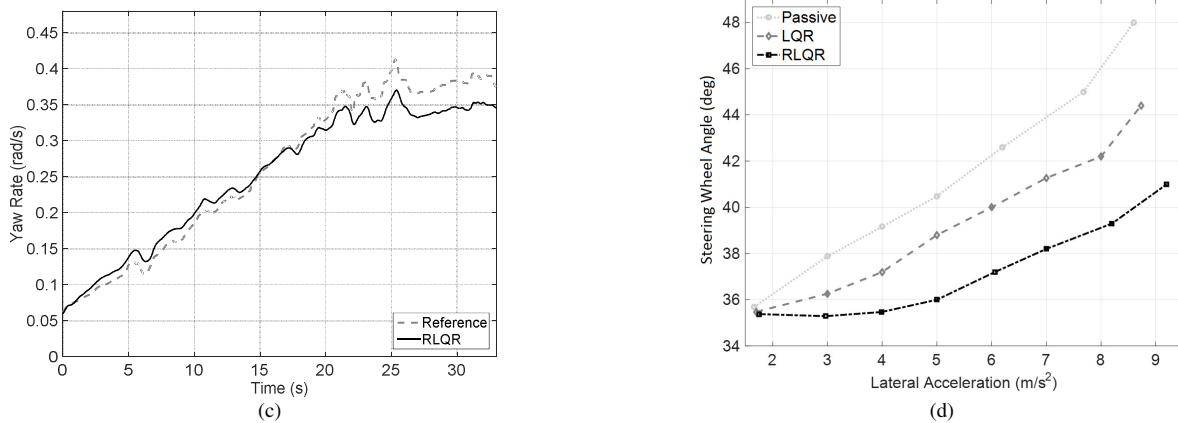 0.45
0.4
0.35
0.3
0.25
0.2
0.15
0.1
0.05
0
Yaw Rate (rad/s)
Reference
RLQR
0 5 10 15 20 25 30
Time (s)
(c)
48
46
44
42
40
38
36
34
Steering Wheel Angle (deg)
Passive
LQR
RLQR
2 3 4 5 6 7 8 9
Lateral Acceleration (m/s²)
(d)